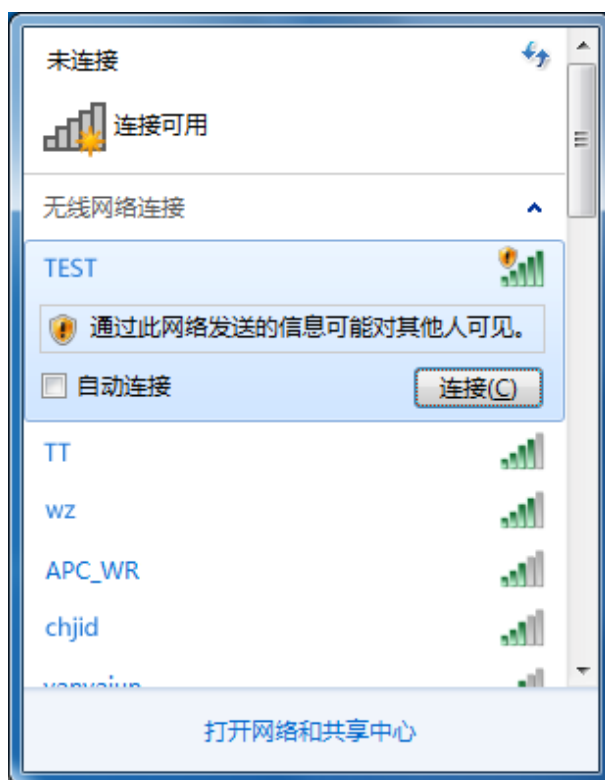 未连接
连接可用
无线网络连接
TEST
通过此网络发送的信息可能对其他人可见。
自动连接
连接(C)
TT
wz
APC_WR
chjid
打开网络和共享中心